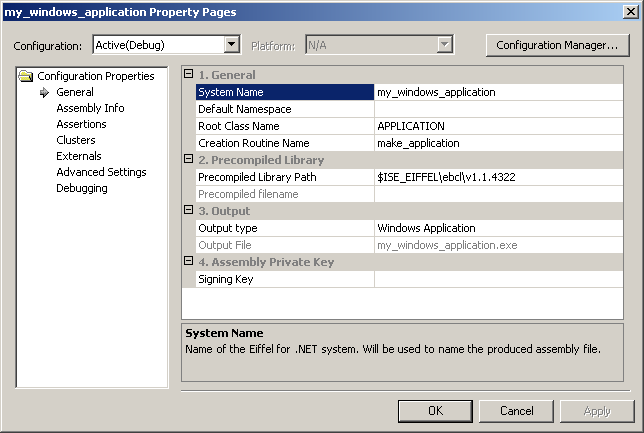 my_windows_application Property Pages
Configuration: Active(Debug) Platform: N/A Configuration Manager...
Configuration Properties
General
Assembly Info
Assertions
Clusters
Externals
Advanced Settings
Debugging
1. General
System Name my_windows_application
Default Namespace
Root Class Name APPLICATION
Creation Routine Name make_application
2. Precompiled Library
Precompiled Library Path $ISE_EIFFEL\ebcl\v1.1.4322
Precompiled filename
3. Output
Output type Windows Application
Output File my_windows_application.exe
4. Assembly Private Key
Signing Key
System Name
Name of the Eiffel for .NET system. Will be used to name the produced assembly file.
OK Cancel Apply